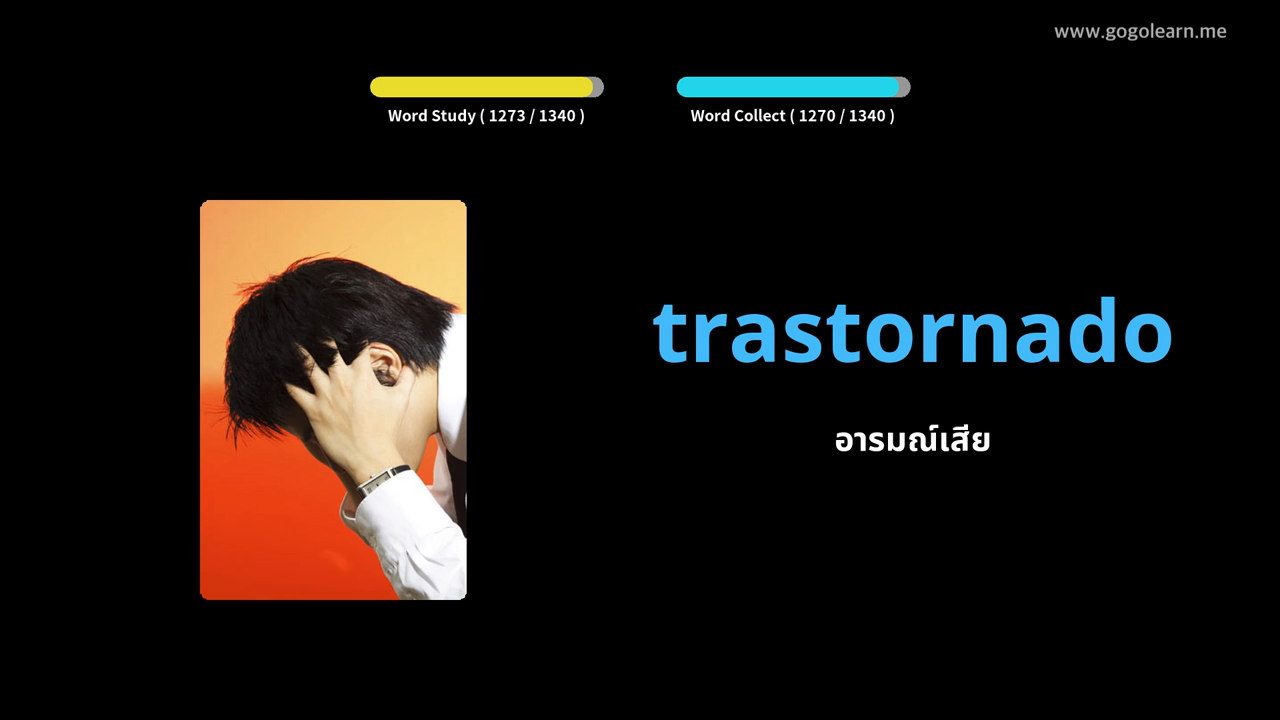 www.gogolearn.me
Word Study ( 1273 / 1340 )
Word Collect ( 1270 / 1340 )
trastornado
อารมณ์เสีย